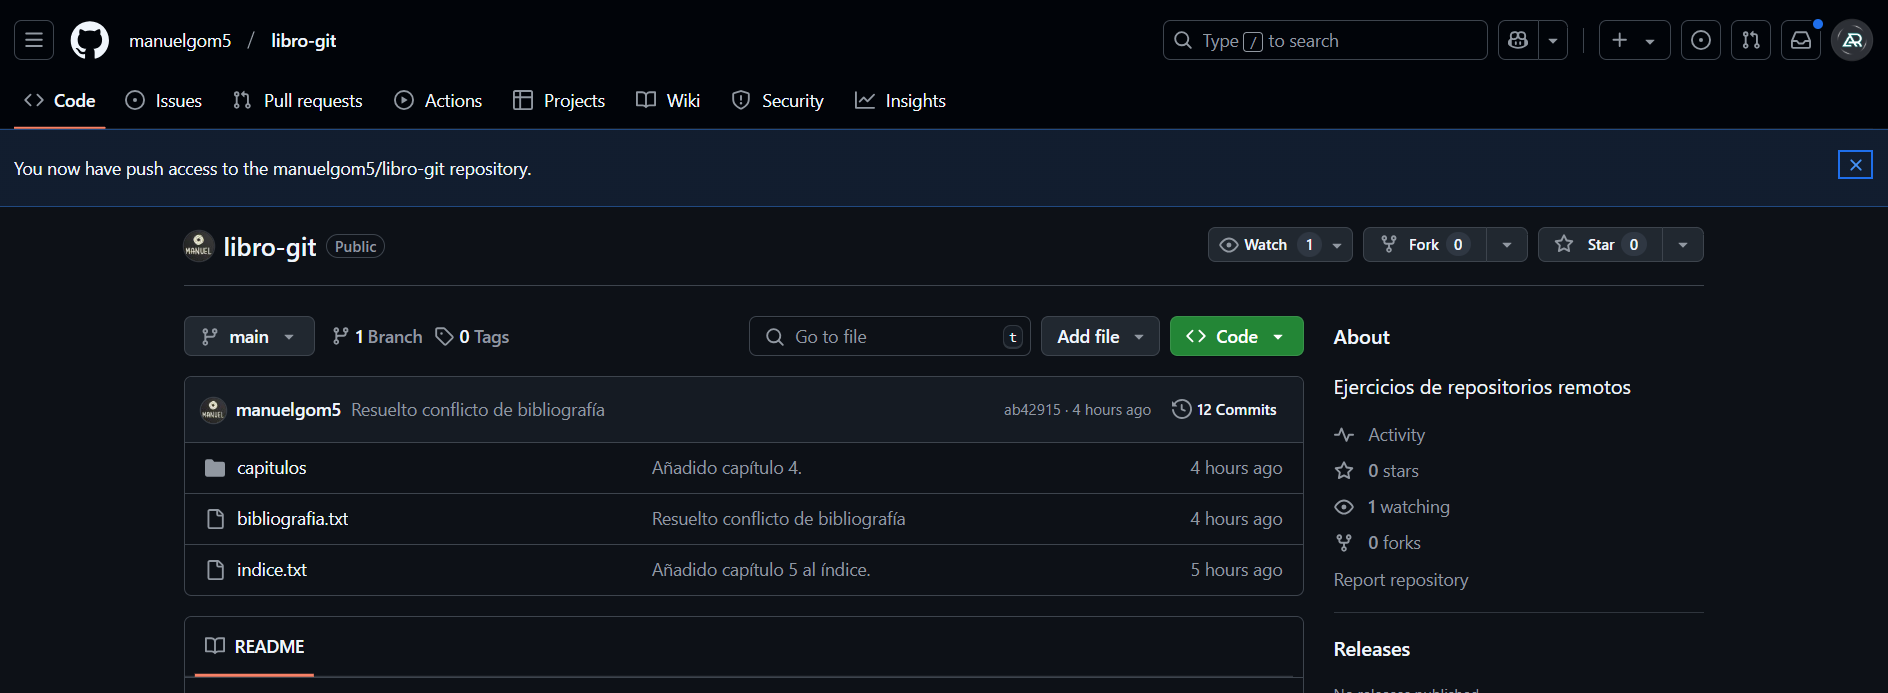 manuelgom5 / libro-git
Type / to search
Code Issues Pull requests Actions Projects Wiki Security Insights
You now have push access to the manuelgom5/libro-git repository.
MANUEL libro-git Public
Watch 1 Fork 0 Star 0
main 1 Branch 0 Tags
Go to file t
Add file
Code
MANUEL manuelgom5 Resuelto conflicto de bibliografía ab42915 · 4 hours ago 12 Commits
capitulos Añadido capítulo 4. 4 hours ago
bibliografia.txt Resuelto conflicto de bibliografía 4 hours ago
indice.txt Añadido capítulo 5 al índice. 5 hours ago
README
About
Ejercicios de repositorios remotos
Activity
0 stars
1 watching
0 forks
Report repository
Releases
No releases published